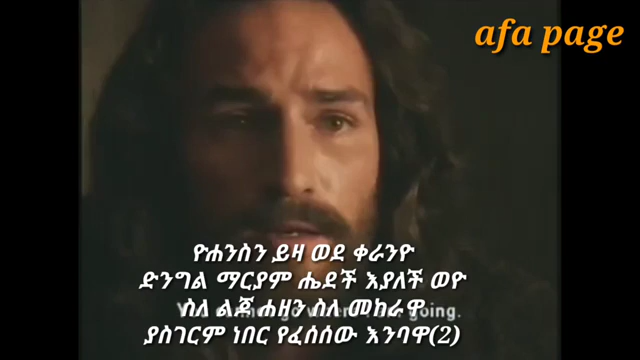 afa page
ዮሐንስን ይዛ ወደ ቀራንዮ
ድንግል ማርያም ሔደች እያለች ወዮ
ስለ ልጇ ሐዘን ስለ መከራዋ
going.
ያስገርም ነበር የፈሰሰው እንባዋ(2)